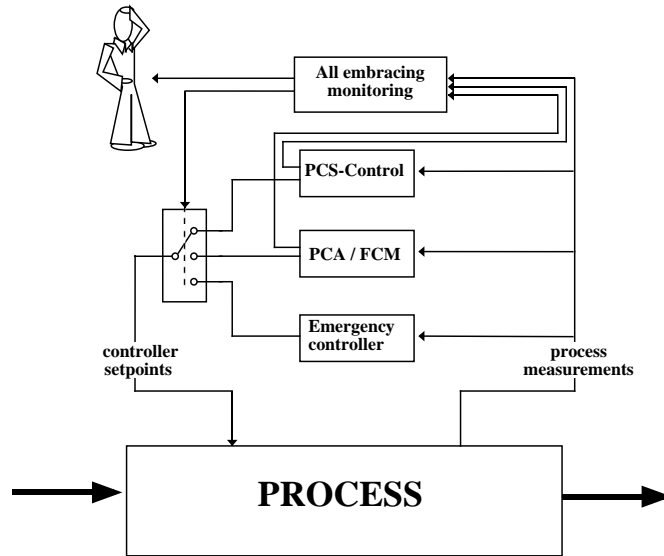 All embracing
monitoring
PCS-Control
PCA / FCM
Emergency
controller
controller
setpoints
process
measurements
PROCESS